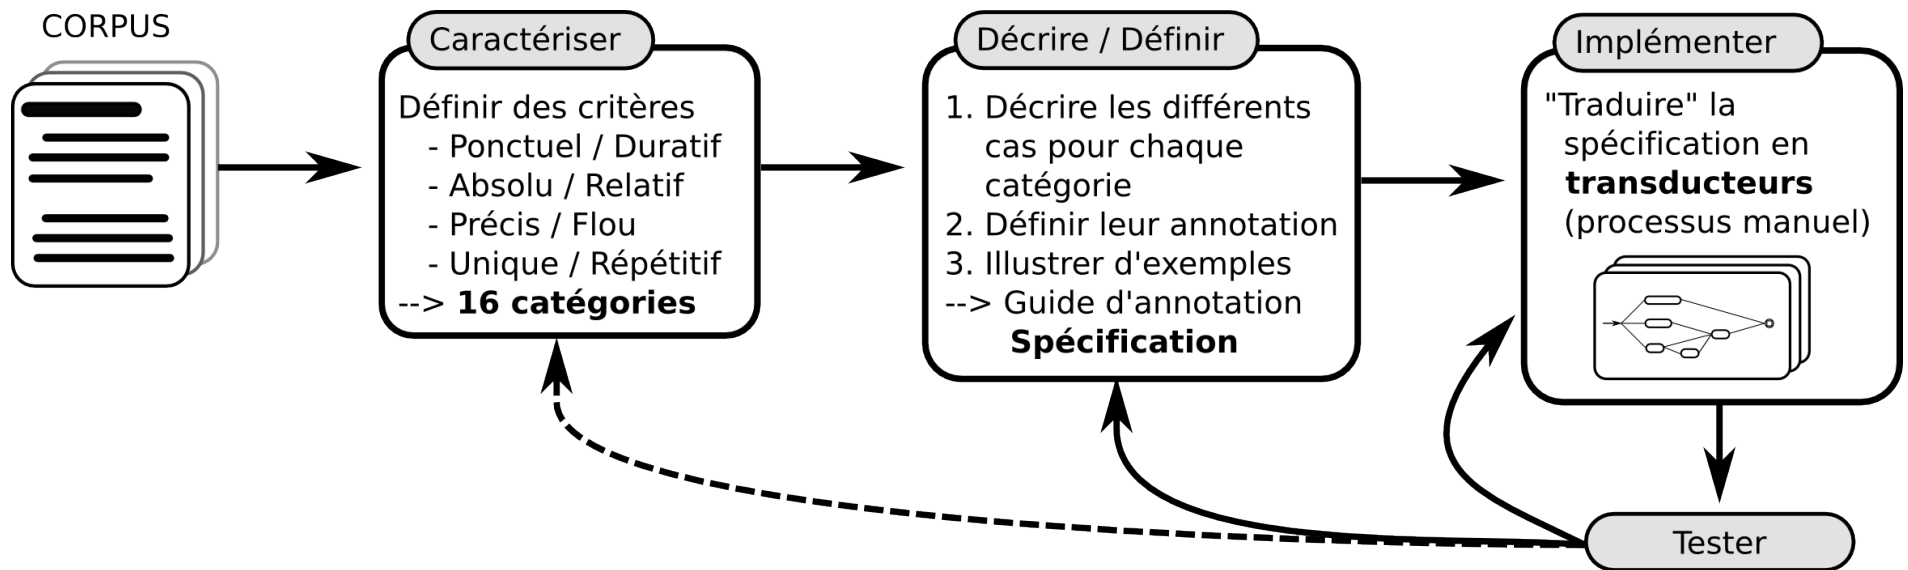 CORPUS
Caractériser
Définir des critères
- Ponctuel / Duratif
- Absolu / Relatif
- Précis / Flou
- Unique / Répétitif
--> 16 catégories
Décrire / Définir
1. Décrire les différents
cas pour chaque
catégorie
2. Définir leur annotation
3. Illustrer d'exemples
--> Guide d'annotation
Spécification
Implémenter
"Traduire" la
spécification en
transducteurs
(processus manuel)
Tester